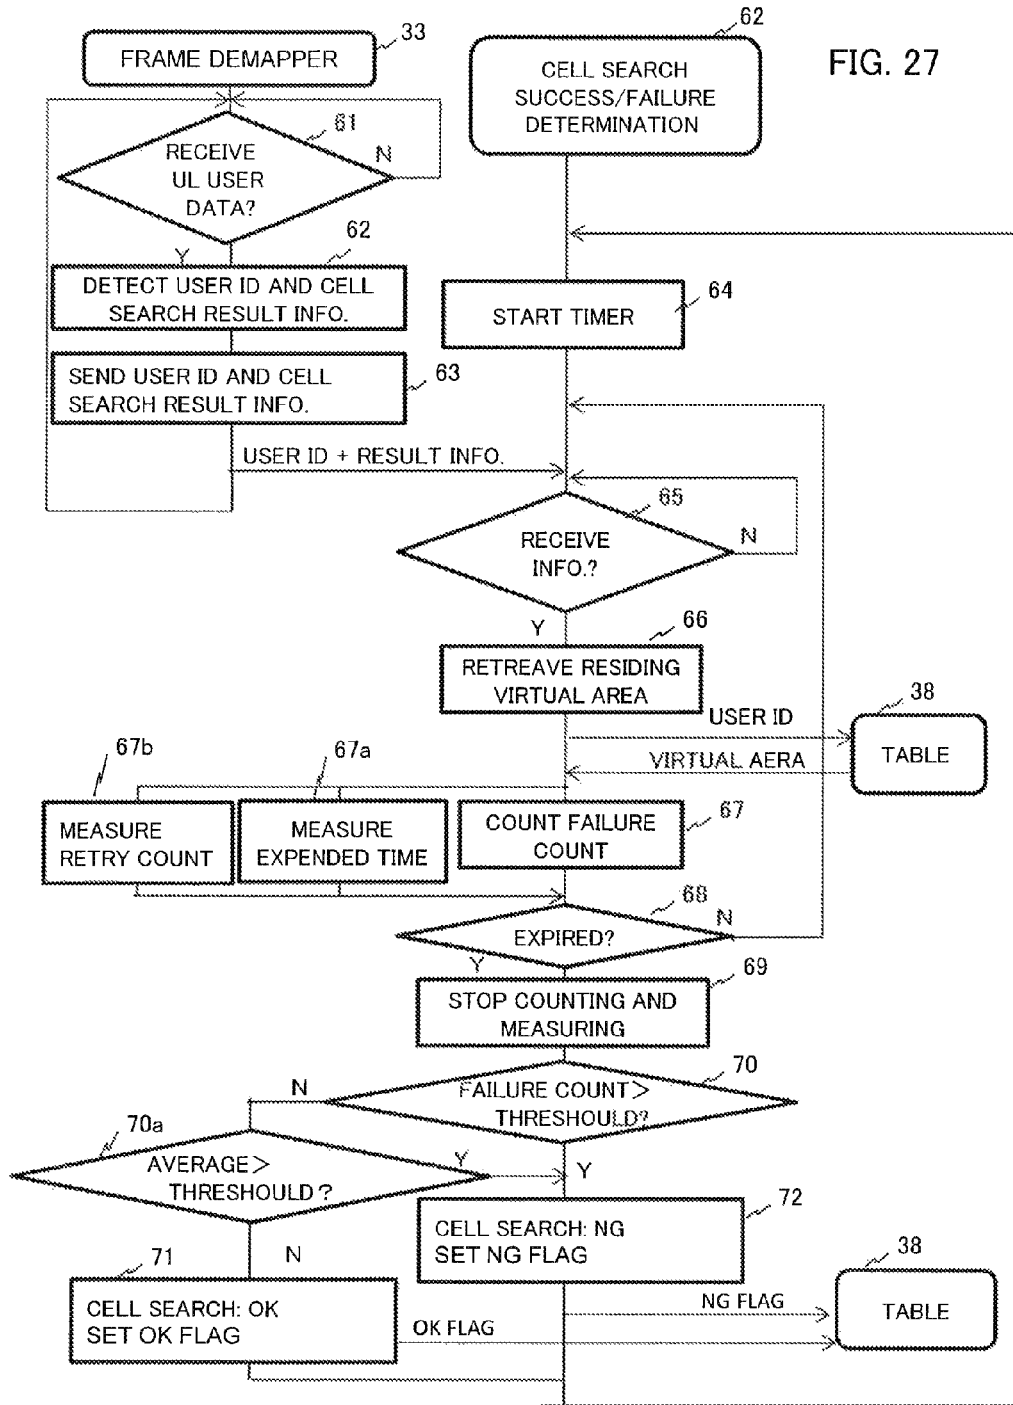 FIG. 27
33
FRAME DEMAPPER
61
RECEIVE
UL USER
DATA?
N
Y
62
DETECT USER ID AND CELL
SEARCH RESULT INFO.
63
SEND USER ID AND CELL
SEARCH RESULT INFO.
USER ID + RESULT INFO.
62
CELL SEARCH
SUCCESS/FAILURE
DETERMINATION
64
START TIMER
65
RECEIVE
INFO.?
N
Y
66
RETREAVE RESIDING
VIRTUAL AREA
USER ID
38
TABLE
VIRTUAL AERA
67b
MEASURE
RETRY COUNT
67a
MEASURE
EXPENDED TIME
67
COUNT FAILURE
COUNT
68
EXPIRED?
N
Y
69
STOP COUNTING AND
MEASURING
70
FAILURE COUNT>
THRESHOULD?
N
Y
70a
AVERAGE>
THRESHOULD?
Y
N
72
CELL SEARCH: NG
SET NG FLAG
71
CELL SEARCH: OK
SET OK FLAG
NG FLAG
OK FLAG
38
TABLE